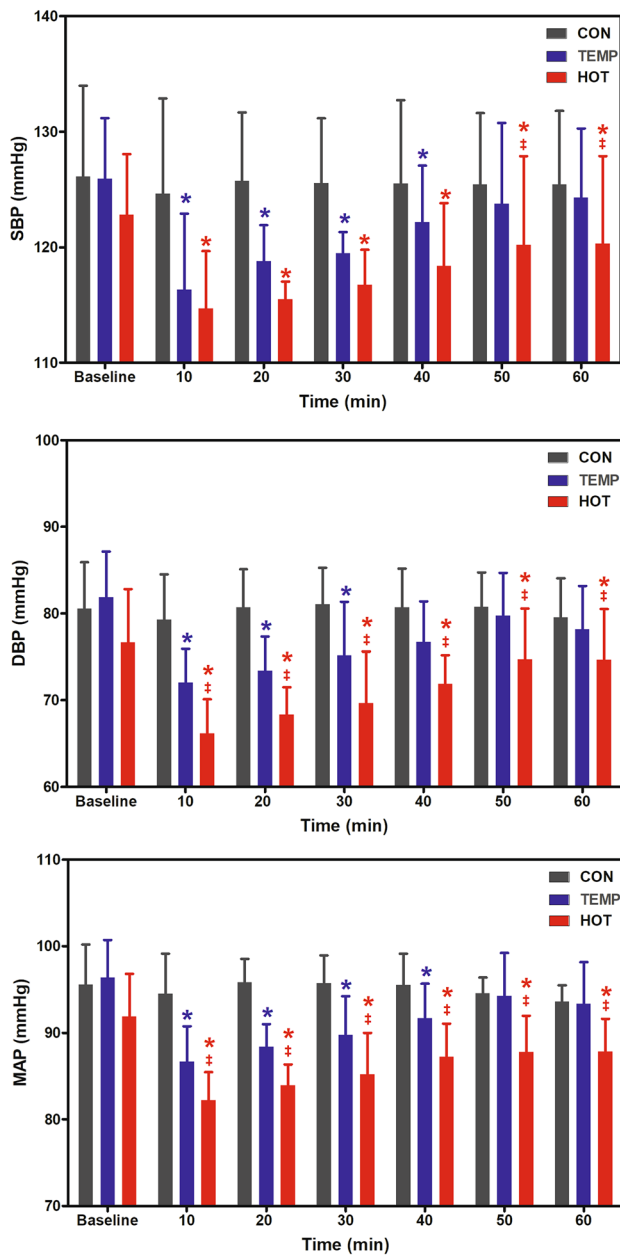 140
CON
TEMP
HOT
130
* * * * * * *
‡ ‡
* * *
120
110
SBP (mmHg)
Baseline 10 20 30 40 50 60
Time (min)
100
CON
TEMP
HOT
90
* * * * * * * * *
‡ ‡ ‡ ‡ ‡ ‡
80
70
60
DBP (mmHg)
Baseline 10 20 30 40 50 60
Time (min)
110
CON
TEMP
HOT
100
* * * * * * * * * *
‡ ‡ ‡ ‡ ‡ ‡
90
80
70
MAP (mmHg)
Baseline 10 20 30 40 50 60
Time (min)